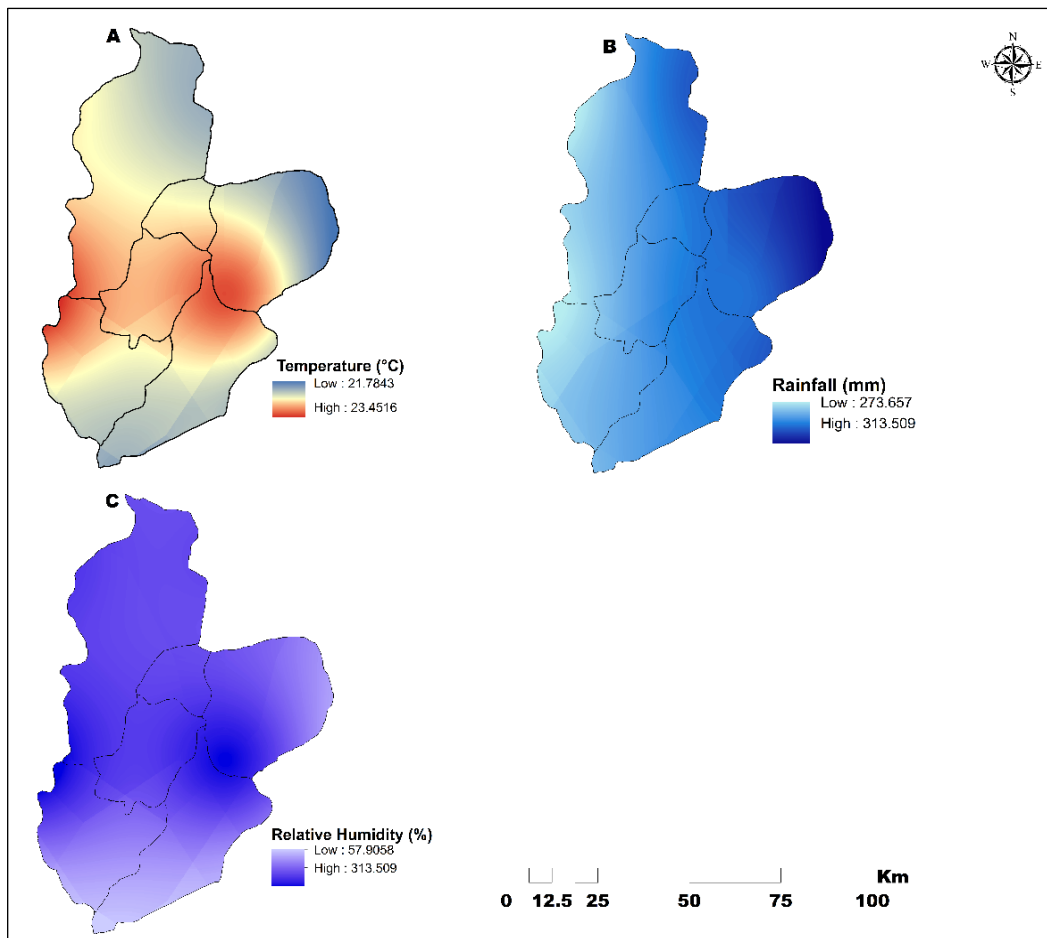 A
B
N
W E
S
Temperature (°C)
Low : 21.7843
High : 23.4516
Rainfall (mm)
Low : 273.657
High : 313.509
C
Relative Humidity (%)
Low : 57.9058
High : 313.509
Km
0 12.5 25 50 75 100